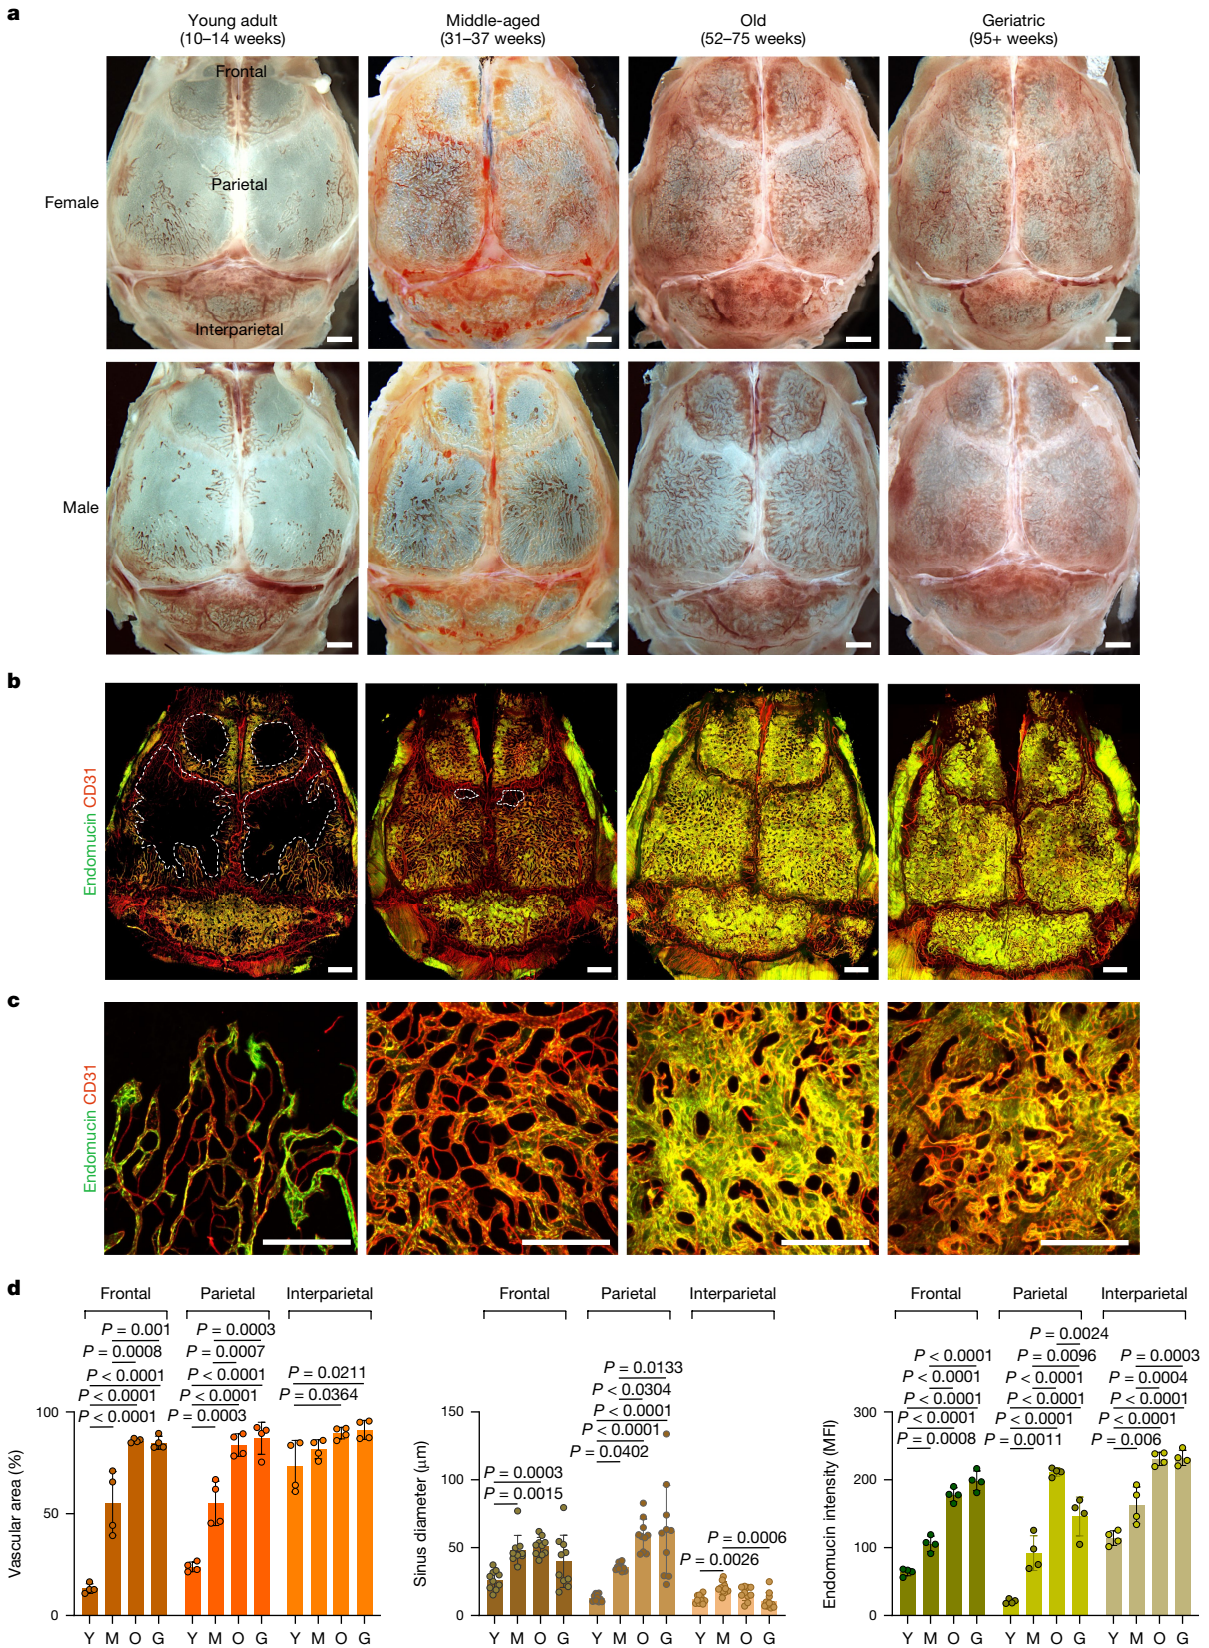 a
Young adult
(10–14 weeks)
Middle-aged
(31–37 weeks)
Old
(52–75 weeks)
Geriatric
(95+ weeks)
Female
Frontal
Parietal
Interparietal
Male
b
Endomucin CD31
c
Endomucin CD31
d
Frontal
Parietal
Interparietal
P = 0.001
P = 0.0008
P < 0.0001
P < 0.0001
P < 0.0001
P = 0.0003
P = 0.0007
P < 0.0001
P < 0.0001
P = 0.0003
P = 0.0211
P = 0.0364
Vascular area (%)
100
50
0
Y M O G
Y M O G
Y M O G
Frontal
Parietal
Interparietal
P = 0.0003
P = 0.0015
P = 0.0133
P < 0.0304
P < 0.0001
P < 0.0001
P = 0.0402
P = 0.0006
P = 0.0026
Sinus diameter (μm)
150
100
50
0
Y M O G
Y M O G
Y M O G
Frontal
Parietal
Interparietal
P < 0.0001
P < 0.0001
P < 0.0001
P < 0.0001
P = 0.0008
P = 0.0024
P = 0.0096
P < 0.0001
P < 0.0001
P < 0.0001
P = 0.0011
P = 0.0003
P = 0.0004
P < 0.0001
P < 0.0001
P = 0.006
Endomucin intensity (MFI)
300
200
100
0
Y M O G
Y M O G
Y M O G